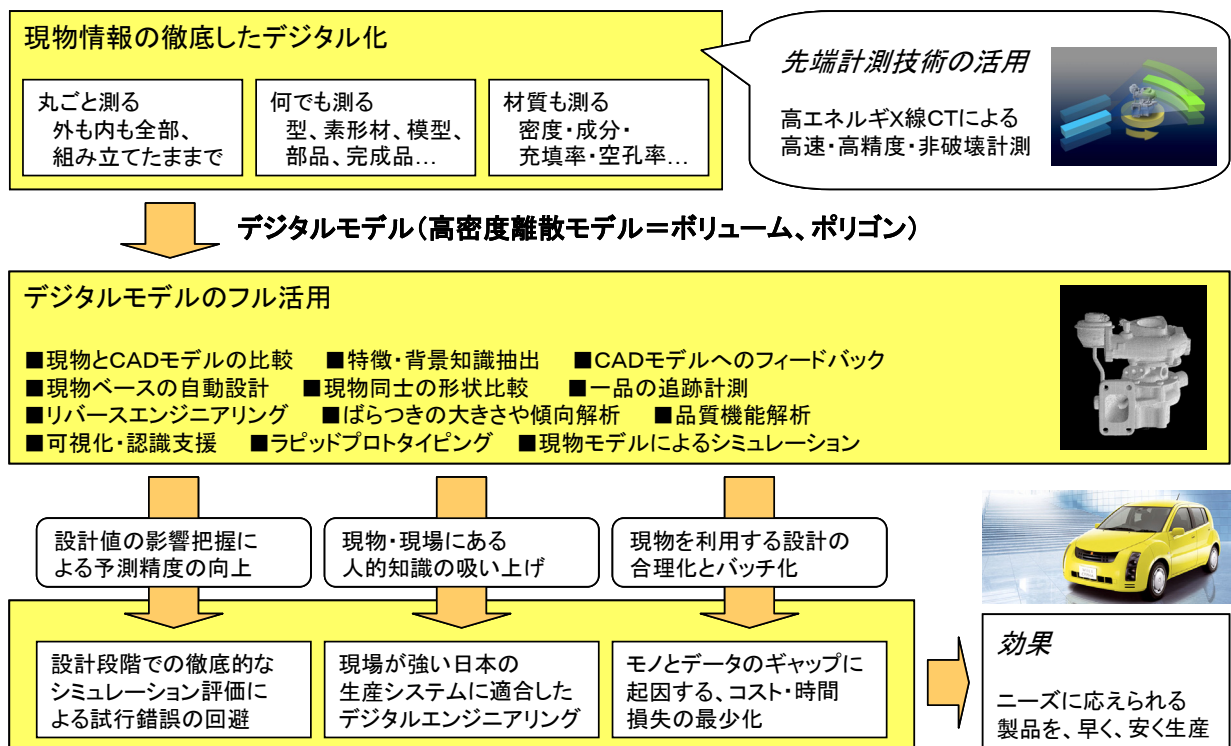 現物情報の徹底したデジタル化
丸ごと測る
外も内も全部、
組み立てたままで
何でも測る
型、素形材、模型、
部品、完成品…
材質も測る
密度・成分・
充填率・空孔率…
先端計測技術の活用
高エネルギX線CTによる
高速・高精度・非破壊計測
デジタルモデル(高密度離散モデル=ボリューム、ポリゴン)
デジタルモデルのフル活用
■現物とCADモデルの比較 ■特徴・背景知識抽出 ■CADモデルへのフィードバック
■現物ベースの自動設計 ■現物同士の形状比較 ■一品の追跡計測
■リバースエンジニアリング ■ばらつきの大きさや傾向解析 ■品質機能解析
■可視化・認識支援 ■ラピッドプロトタイピング ■現物モデルによるシミュレーション
設計値の影響把握に
よる予測精度の向上
現物・現場にある
人的知識の吸い上げ
現物を利用する設計の
合理化とバッチ化
設計段階での徹底的な
シミュレーション評価に
よる試行錯誤の回避
現場が強い日本の
生産システムに適合した
デジタルエンジニアリング
モノとデータのギャップに
起因する、コスト・時間
損失の最少化
効果
ニーズに応えられる
製品を、早く、安く生産